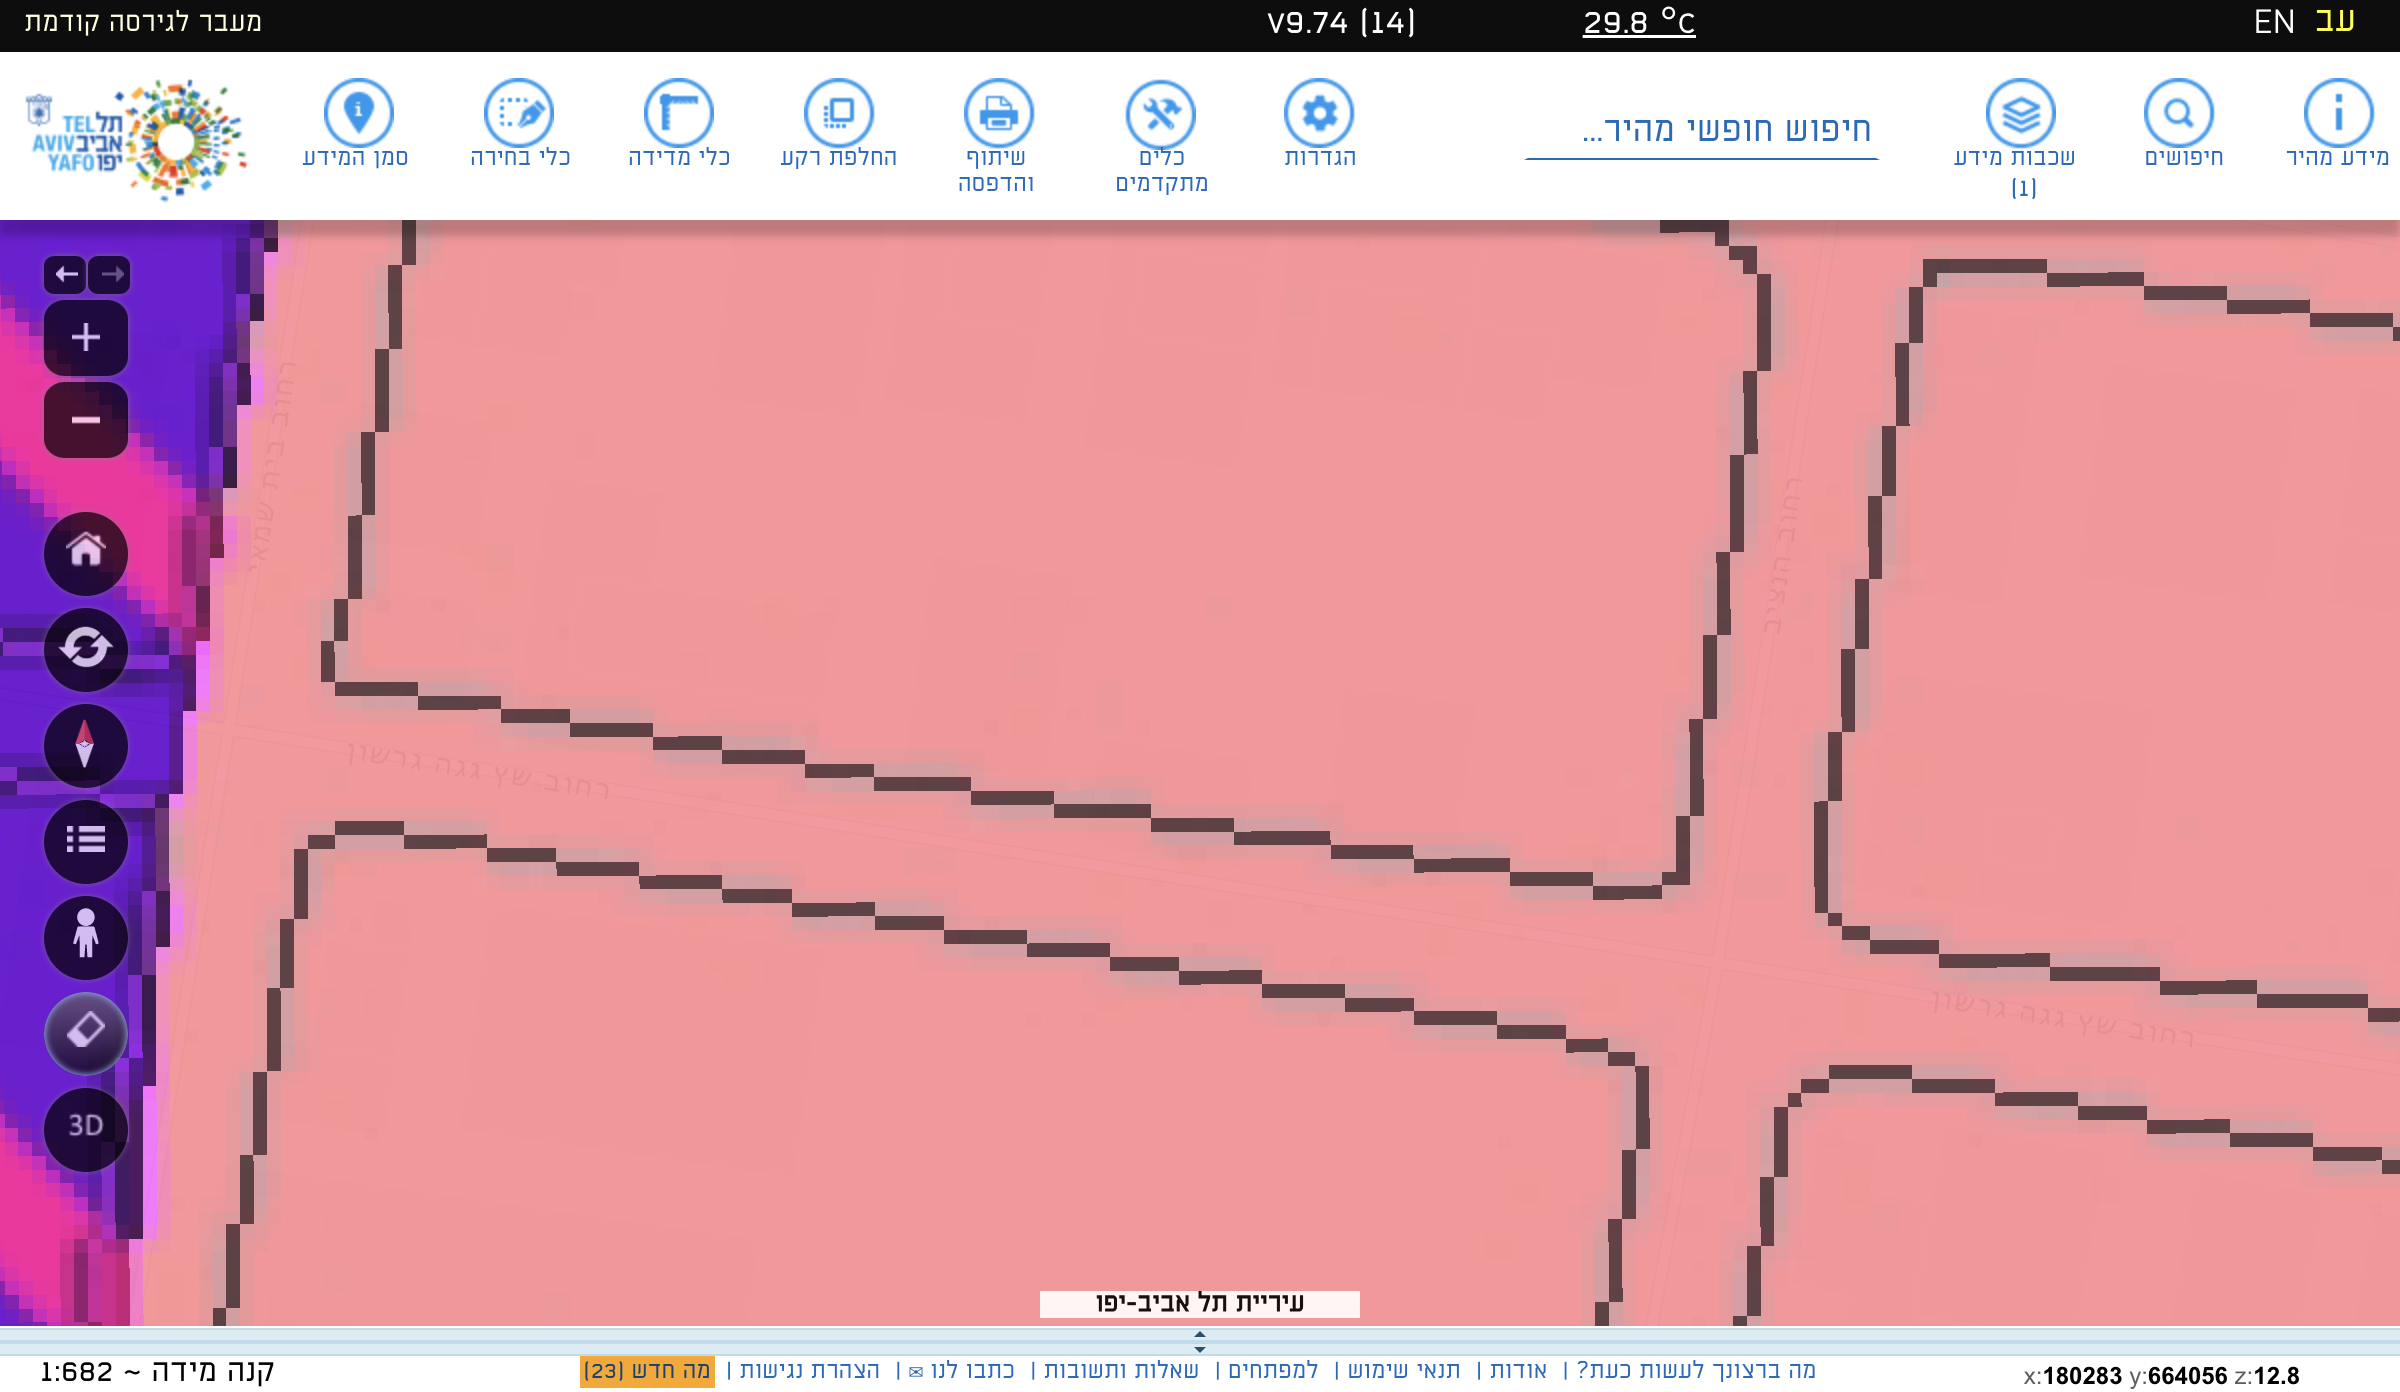 עב EN
29.8 °C
V9.74 (14)
מעבר לגירסה קודמת
מידע מהיר
חיפושים
שכבות מידע
(1)
חיפוש חופשי מהיר...
הגדרות
כלים
מתקדמים
שיתוף
והדפסה
החלפת רקע
כלי מדידה
כלי בחירה
סמן המידע
תל TEL
אביב AVIV
יפו YAFO
רחוב בית שמאי
רחוב הנציב
רחוב שץ גגה גרשון
רחוב שץ גגה גרשון
3D
עיריית תל אביב-יפו
מה ברצונך לעשות כעת? | אודות | תנאי שימוש | למפתחים | שאלות ותשובות | כתבו לנו ✉ | הצהרת נגישות | מה חדש (23)
קנה מידה ~ 1:682
x:180283 y:664056 z:12.8